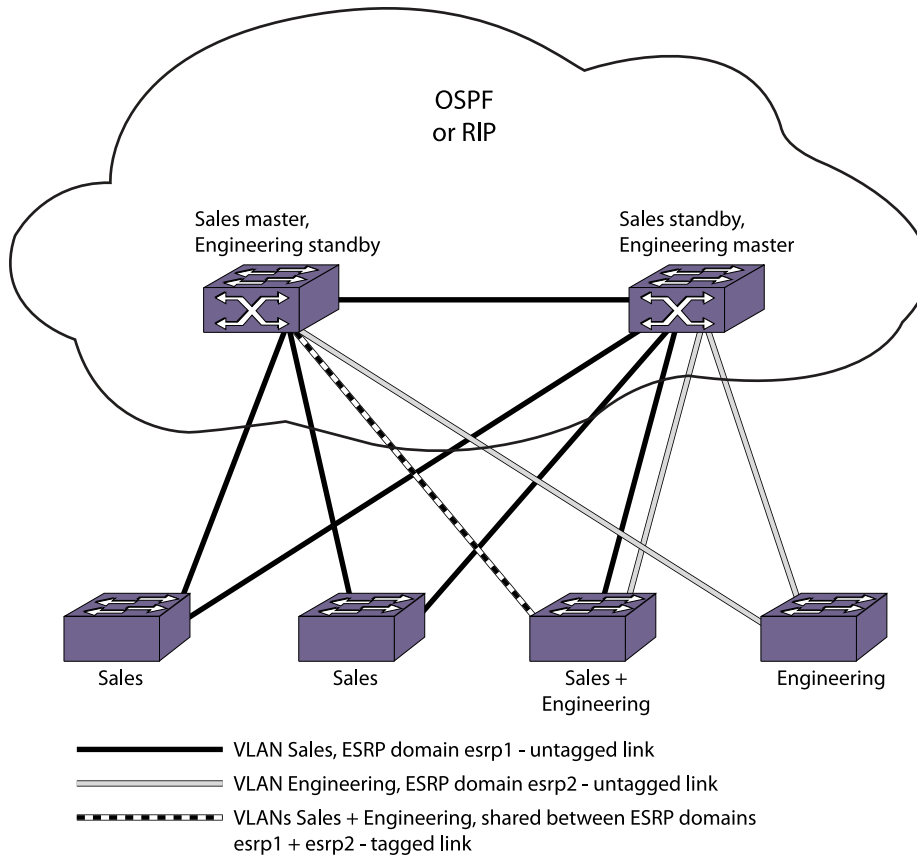 OSPF
or RIP
Sales master,
Engineering standby
Sales standby,
Engineering master
Sales
Sales
Sales +
Engineering
Engineering
VLAN Sales, ESRP domain esrp1 - untagged link
VLAN Engineering, ESRP domain esrp2 - untagged link
VLANs Sales + Engineering, shared between ESRP domains
esrp1 + esrp2 - tagged link